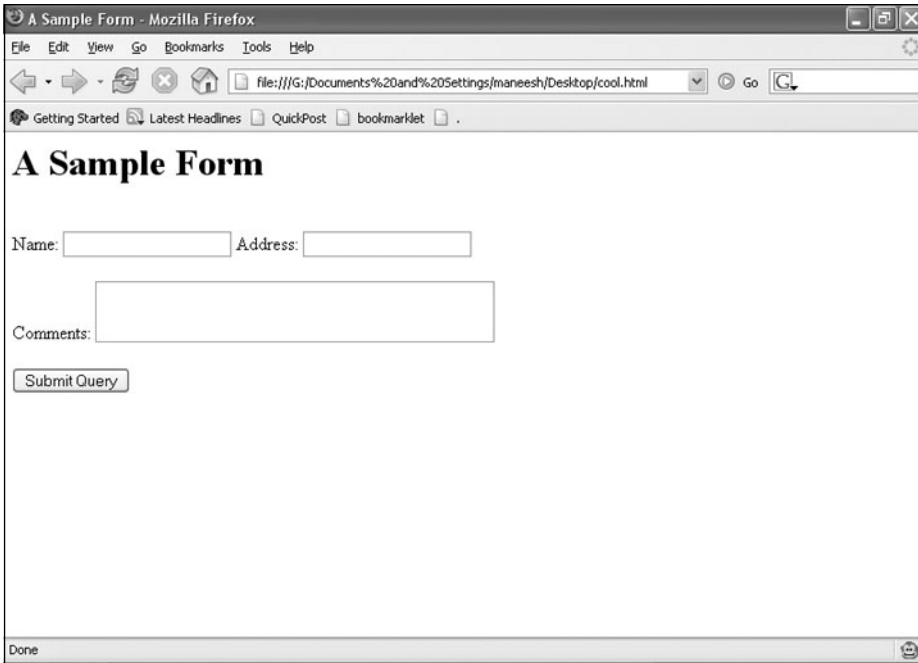 A Sample Form - Mozilla Firefox
File Edit View Go Bookmarks Tools Help
file:///G:/Documents%20and%20Settings/maneesh/Desktop/cool.html Go G
Getting Started Latest Headlines QuickPost bookmarklet .
A Sample Form
Name: Address:
Comments:
Submit Query
Done